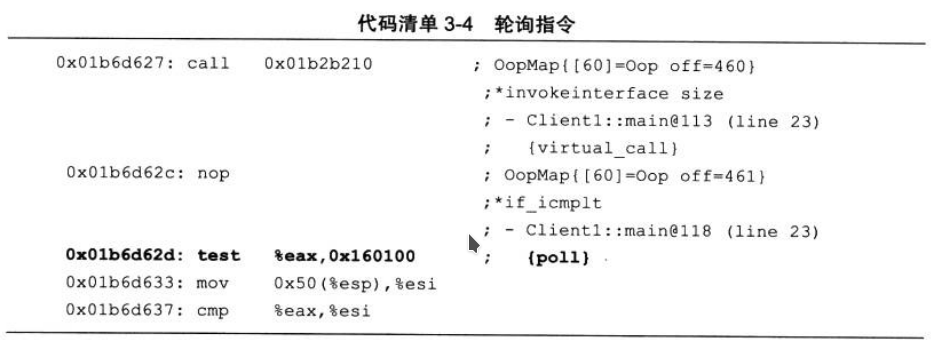 代码清单 3-4 轮询指令
0x01b6d627: call 0x01b2b210 ; OopMap{[60]=Oop off=460}
;*invokeinterface size
; - Client1::main@113 (line 23)
; {virtual_call}
0x01b6d62c: nop ; OopMap{[60]=Oop off=461}
;*if_icmplt
; - Client1::main@118 (line 23)
0x01b6d62d: test %eax,0x160100 ; {poll}
0x01b6d633: mov 0x50(%esp),%esi
0x01b6d637: cmp %eax,%esi